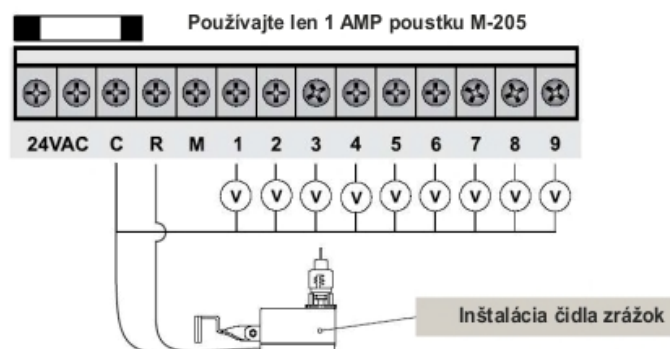 Používajte len 1 AMP poustku M-205
24VAC C R M 1 2 3 4 5 6 7 8 9
V V V V V V V V V
Inštalácia čidla zrážok